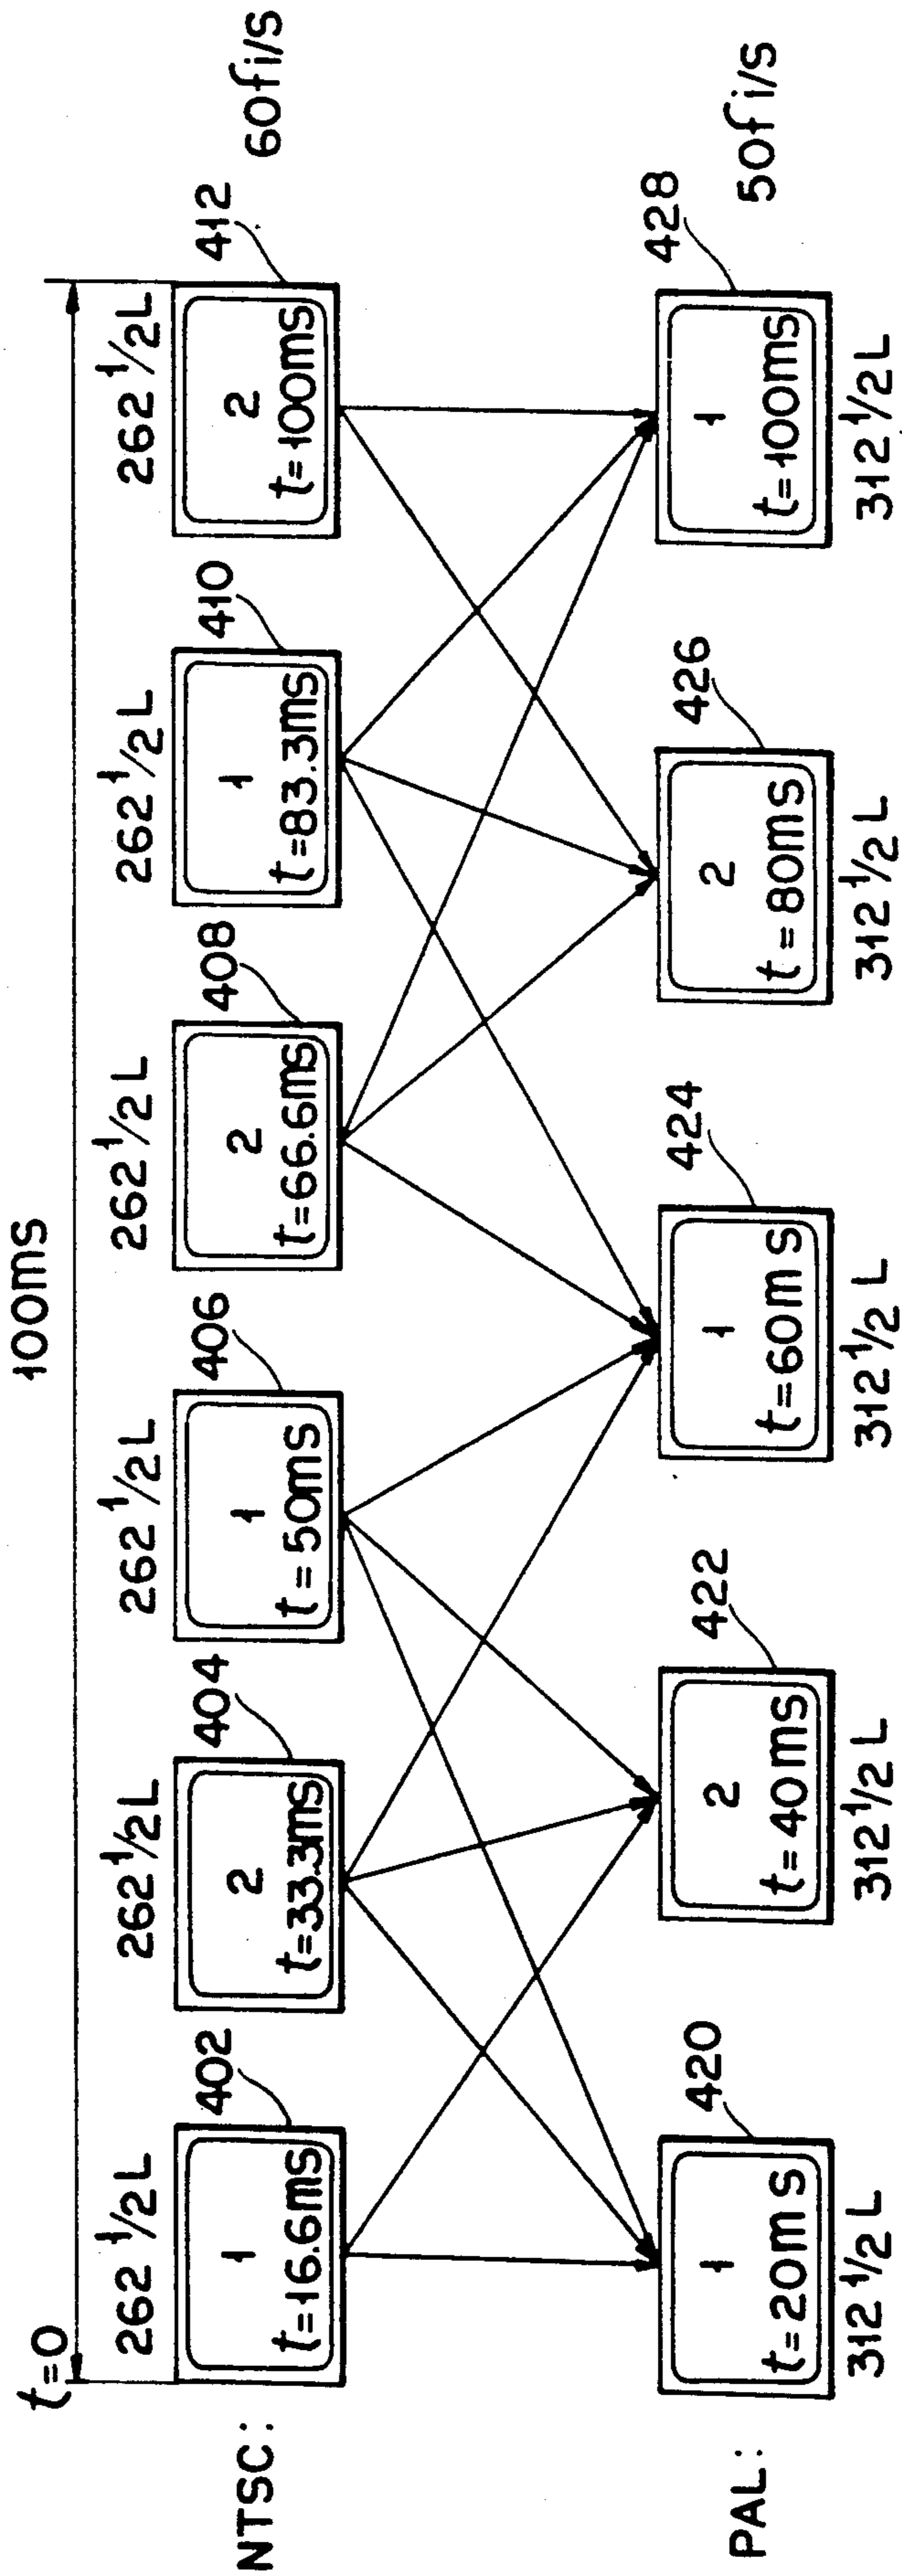 100ms
t=0
262 1/2L
262 1/2L
262 1/2L
262 1/2L
262 1/2L
262 1/2L
402
404
406
408
410
412
60fi/s
NTSC:
1
t=16.6ms
2
t=33.3ms
1
t=50ms
2
t=66.6ms
1
t=83.3ms
2
t=100ms
420
422
424
426
428
50fi/s
PAL:
1
t=20ms
2
t=40ms
1
t=60ms
2
t=80ms
1
t=100ms
312 1/2L
312 1/2L
312 1/2L
312 1/2L
312 1/2L